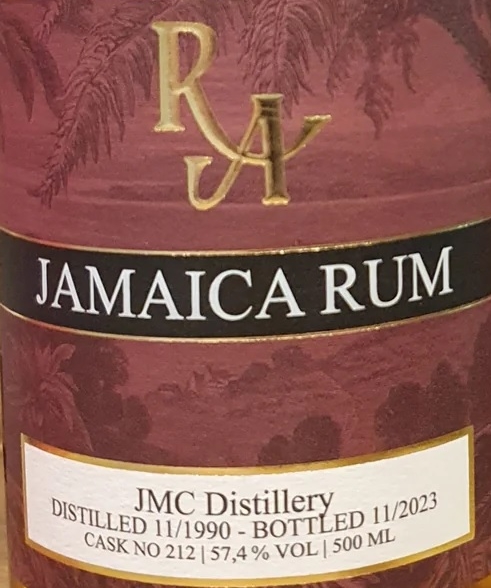 RA
JAMAICA RUM
JMC Distillery
DISTILLED 11/1990 - BOTTLED 11/2023
CASK NO 212 | 57,4 % VOL | 500 ML